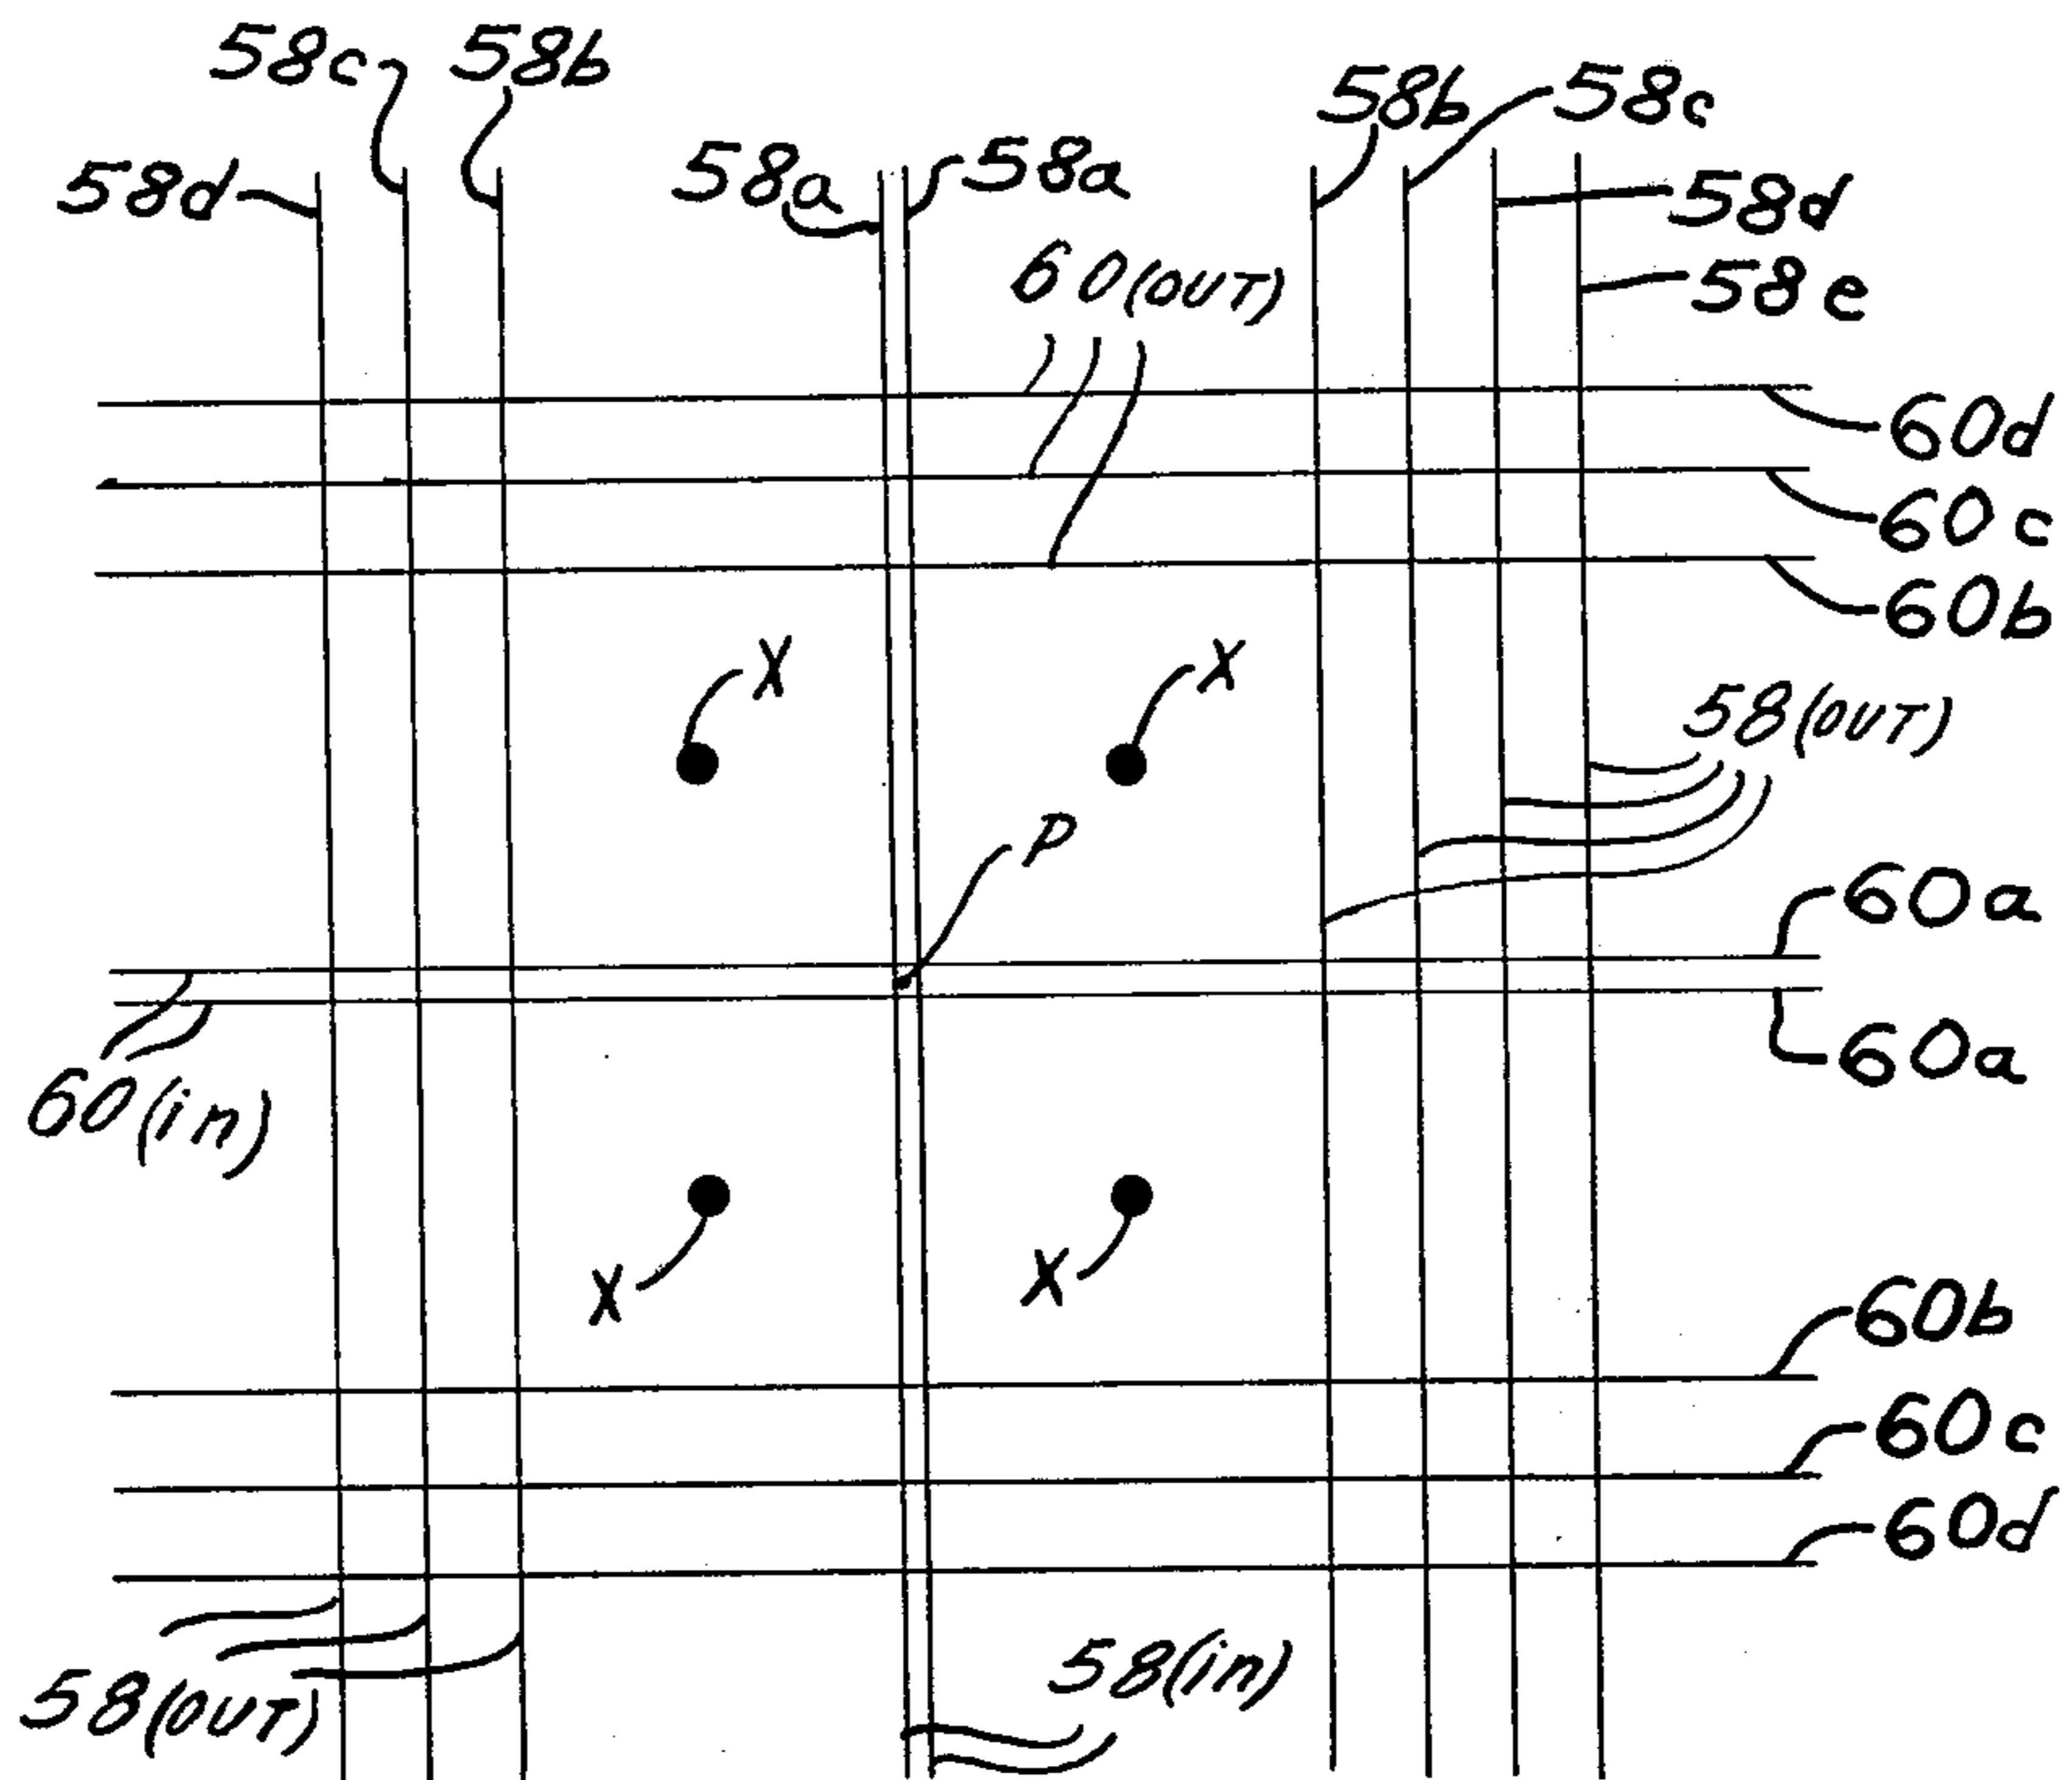 58c
58b
58b
58c
58d
58a
58a
58d
60(OUT)
58e
60d
60c
60b
X
X
58(OUT)
P
60a
60a
60(in)
X
X
60b
60c
60d
58(OUT)
58(in)